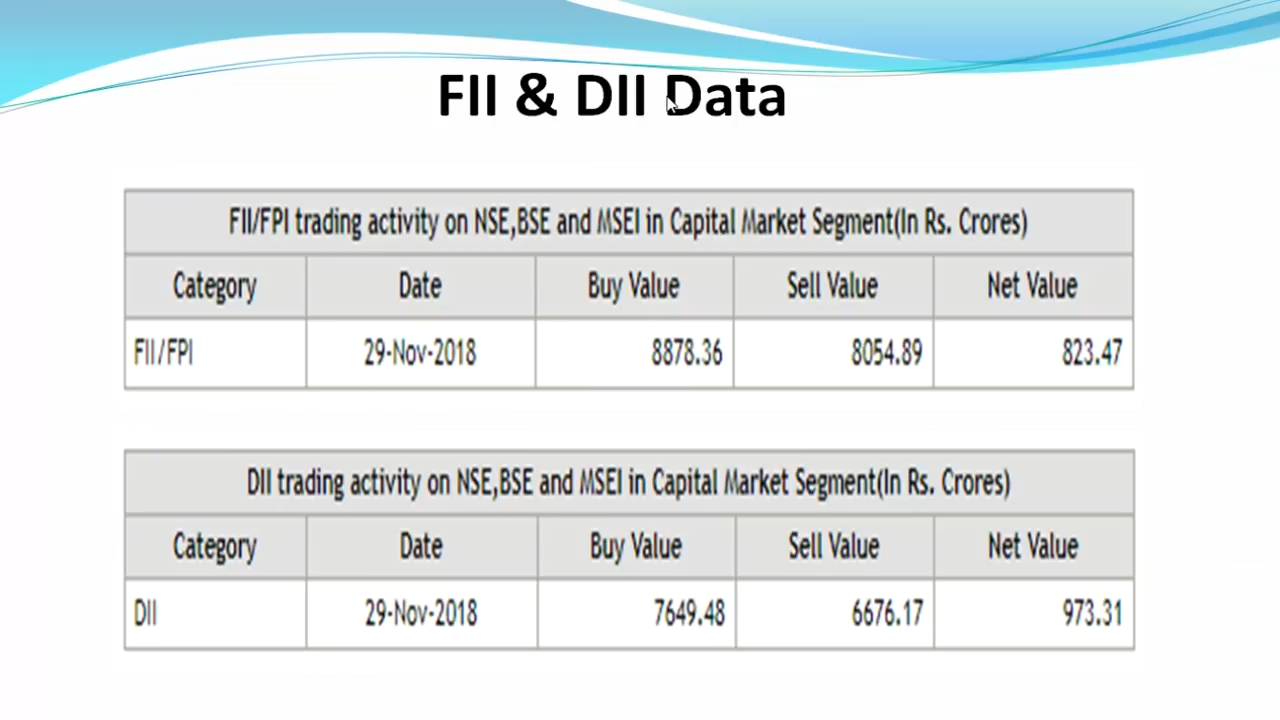 FII & DII Data
FII/FPI trading activity on NSE,BSE and MSEI in Capital Market Segment(In Rs. Crores)
Category Date Buy Value Sell Value Net Value
FII/FPI 29-Nov-2018 8878.36 8054.89 823.47
DII trading activity on NSE,BSE and MSEI in Capital Market Segment(In Rs. Crores)
Category Date Buy Value Sell Value Net Value
DII 29-Nov-2018 7649.48 6676.17 973.31